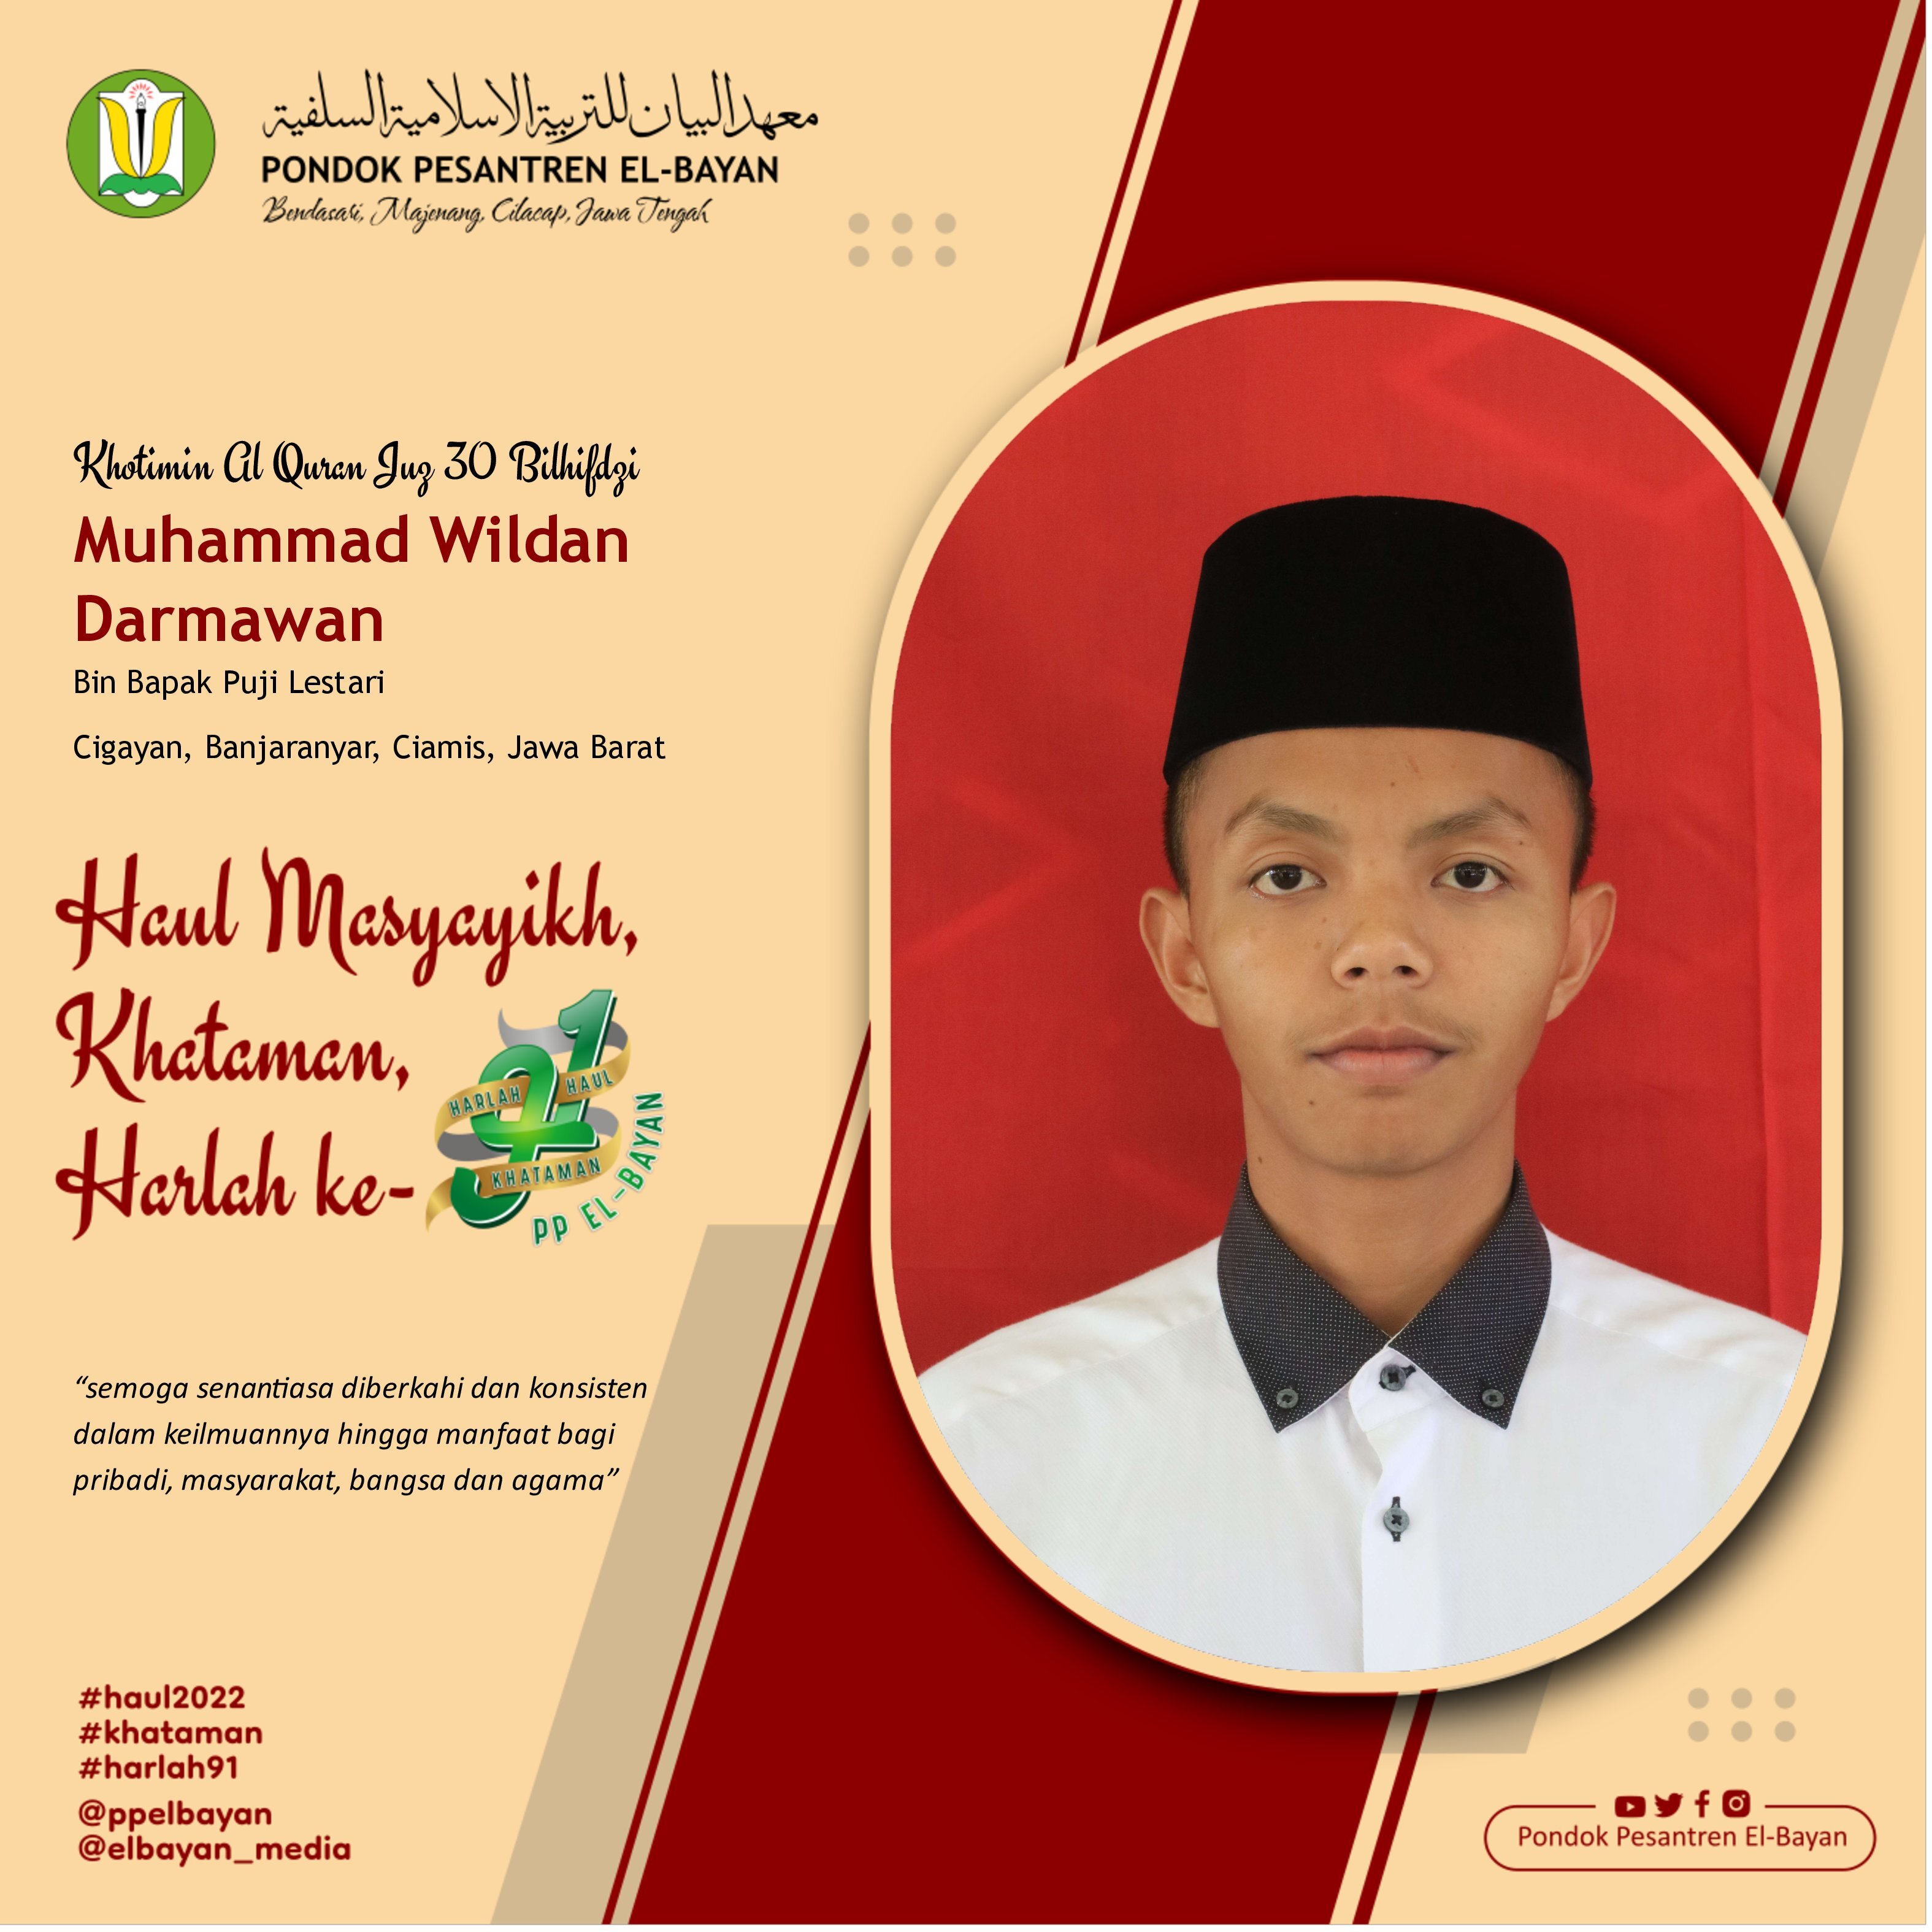 معهد البيان للتربية الاسلامية السلفية
PONDOK PESANTREN EL-BAYAN
Bendasari, Majenang, Cilacap, Jawa Tengah
Khotimin Al Quran Juz 30 Bilhifdzi
Muhammad Wildan
Darmawan
Bin Bapak Puji Lestari
Cigayan, Banjaranyar, Ciamis, Jawa Barat
Haul Masyayikh,
Khataman,
Harlah ke-
91
HARLAH HAUL
KHATAMAN
PP EL-BAYAN
“semoga senantiasa diberkahi dan konsisten
dalam keilmuannya hingga manfaat bagi
pribadi, masyarakat, bangsa dan agama”
#haul2022
#khataman
#harlah91
@ppelbayan
@elbayan_media
Pondok Pesantren El-Bayan